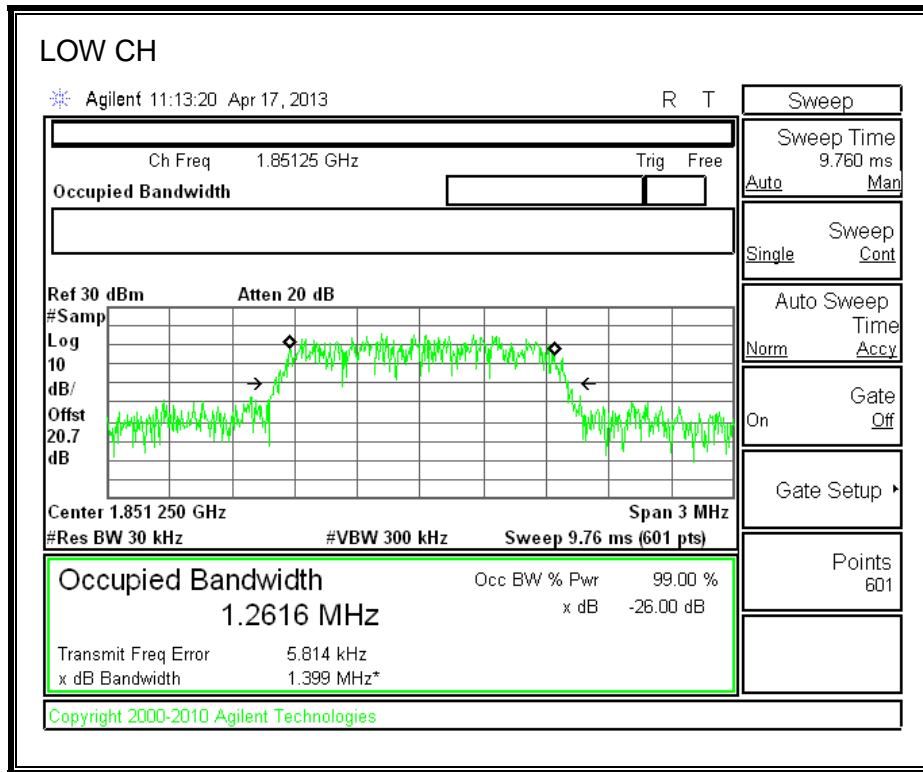 LOW CH
Agilent 11:13:20 Apr 17, 2013 R T
Sweep
Sweep Time
9.760 ms
Auto Man
Ch Freq 1.85125 GHz Trig Free
Occupied Bandwidth
Sweep
Single Cont
Ref 30 dBm Atten 20 dB
#Samp
Log
10
dB/
Offst
20.7
dB
Auto Sweep
Time
Norm Accy
Gate
On Off
Gate Setup
Center 1.851 250 GHz Span 3 MHz
#Res BW 30 kHz #VBW 300 kHz Sweep 9.76 ms (601 pts)
Points
601
Occupied Bandwidth Occ BW % Pwr 99.00 %
1.2616 MHz x dB -26.00 dB
Transmit Freq Error 5.814 kHz
x dB Bandwidth 1.399 MHz*
Copyright 2000-2010 Agilent Technologies